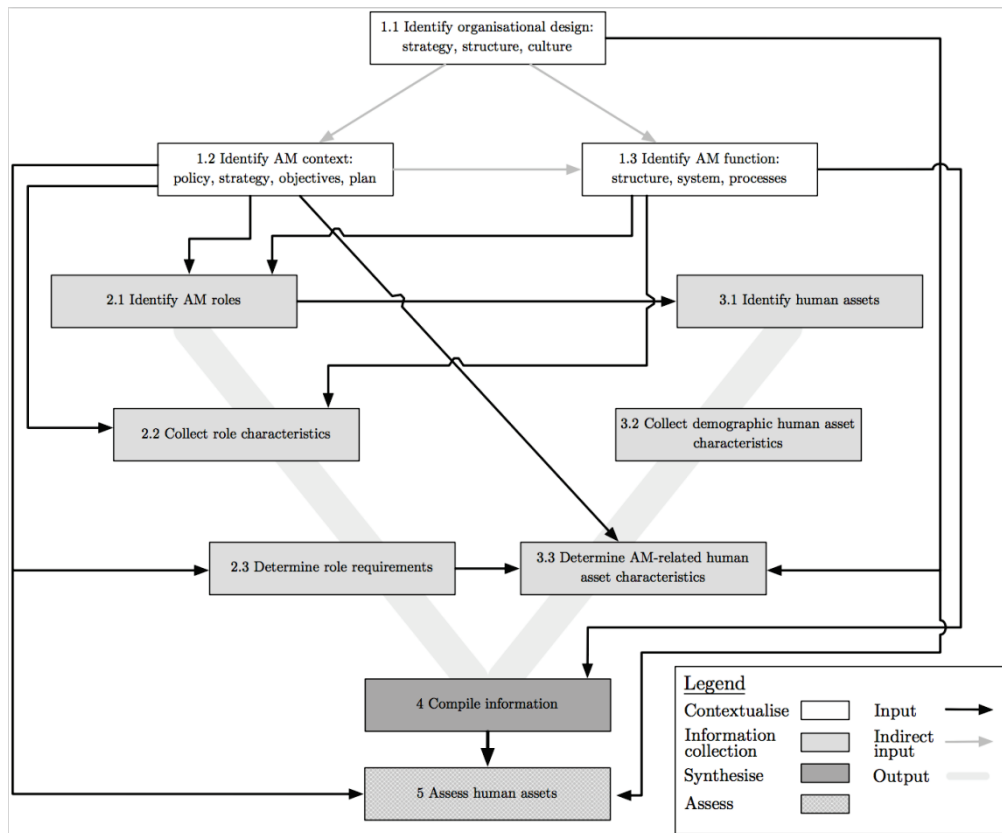 1.1 Identify organisational design:
strategy, structure, culture
1.2 Identify AM context:
policy, strategy, objectives, plan
1.3 Identify AM function:
structure, system, processes
2.1 Identify AM roles
3.1 Identify human assets
2.2 Collect role characteristics
3.2 Collect demographic human asset
characteristics
2.3 Determine role requirements
3.3 Determine AM-related human
asset characteristics
4 Compile information
5 Assess human assets
Legend
Contextualise
Input
Information
collection
Indirect
input
Synthesise
Output
Assess